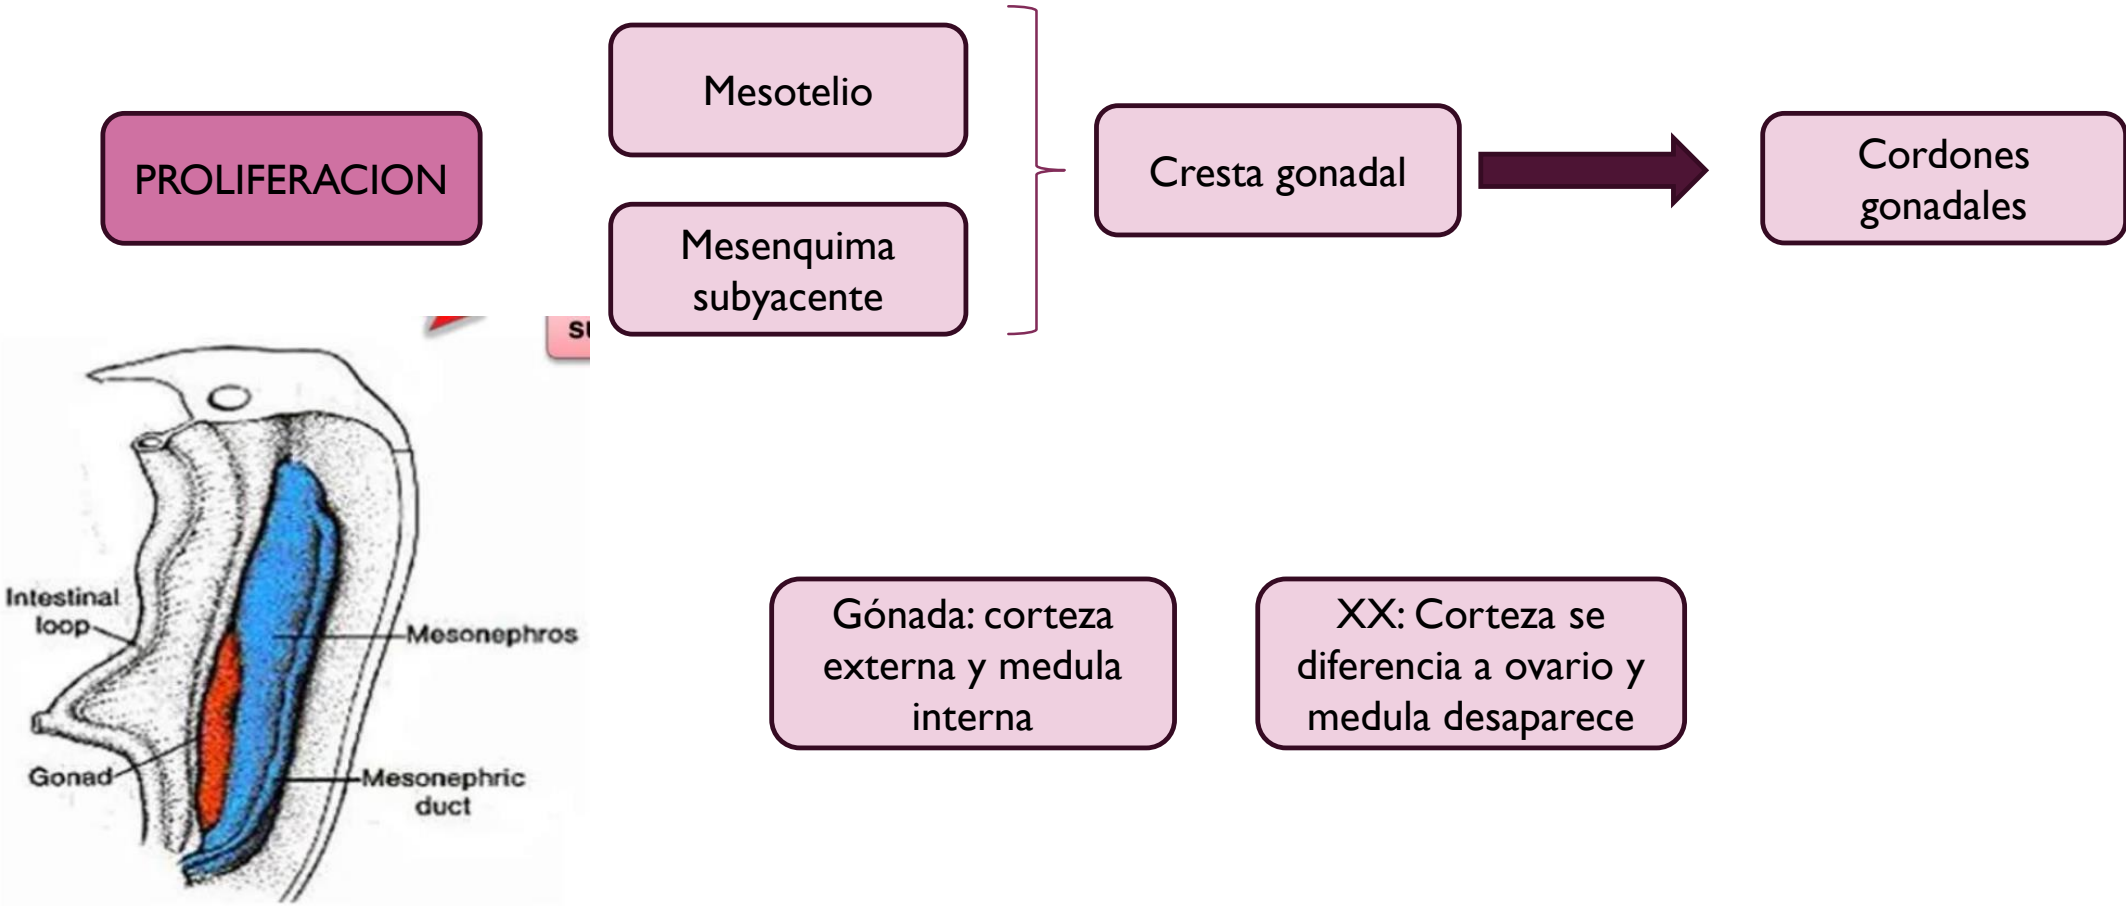 PROLIFERACION
Mesotelio
Mesenquima
subyacente
Cresta gonadal
Cordones
gonadales
Intestinal
loop
Mesonephros
Gonad
Mesonephric
duct
Gónada: corteza
externa y medula
interna
XX: Corteza se
diferencia a ovario y
medula desaparece